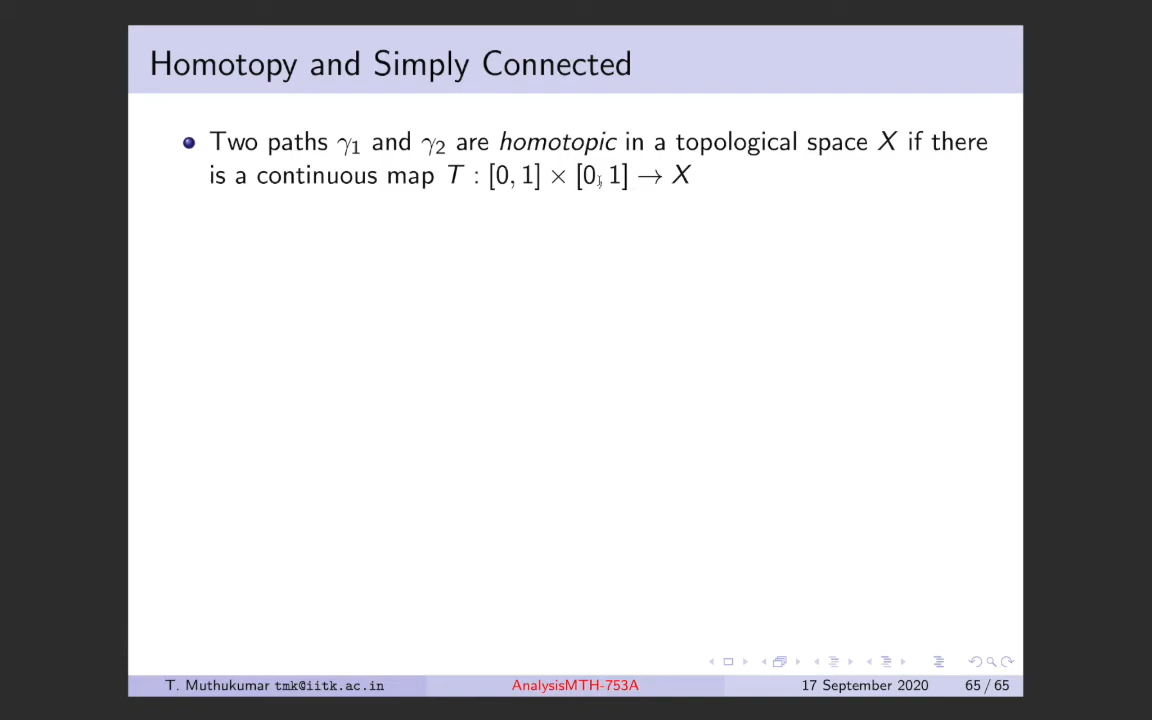 Homotopy and Simply Connected
Two paths γ1 and γ2 are homotopic in a topological space X if there
is a continuous map T : [0, 1] × [0, 1] → X
T. Muthukumar tmk@iitk.ac.in AnalysisMTH-753A 17 September 2020 65 / 65